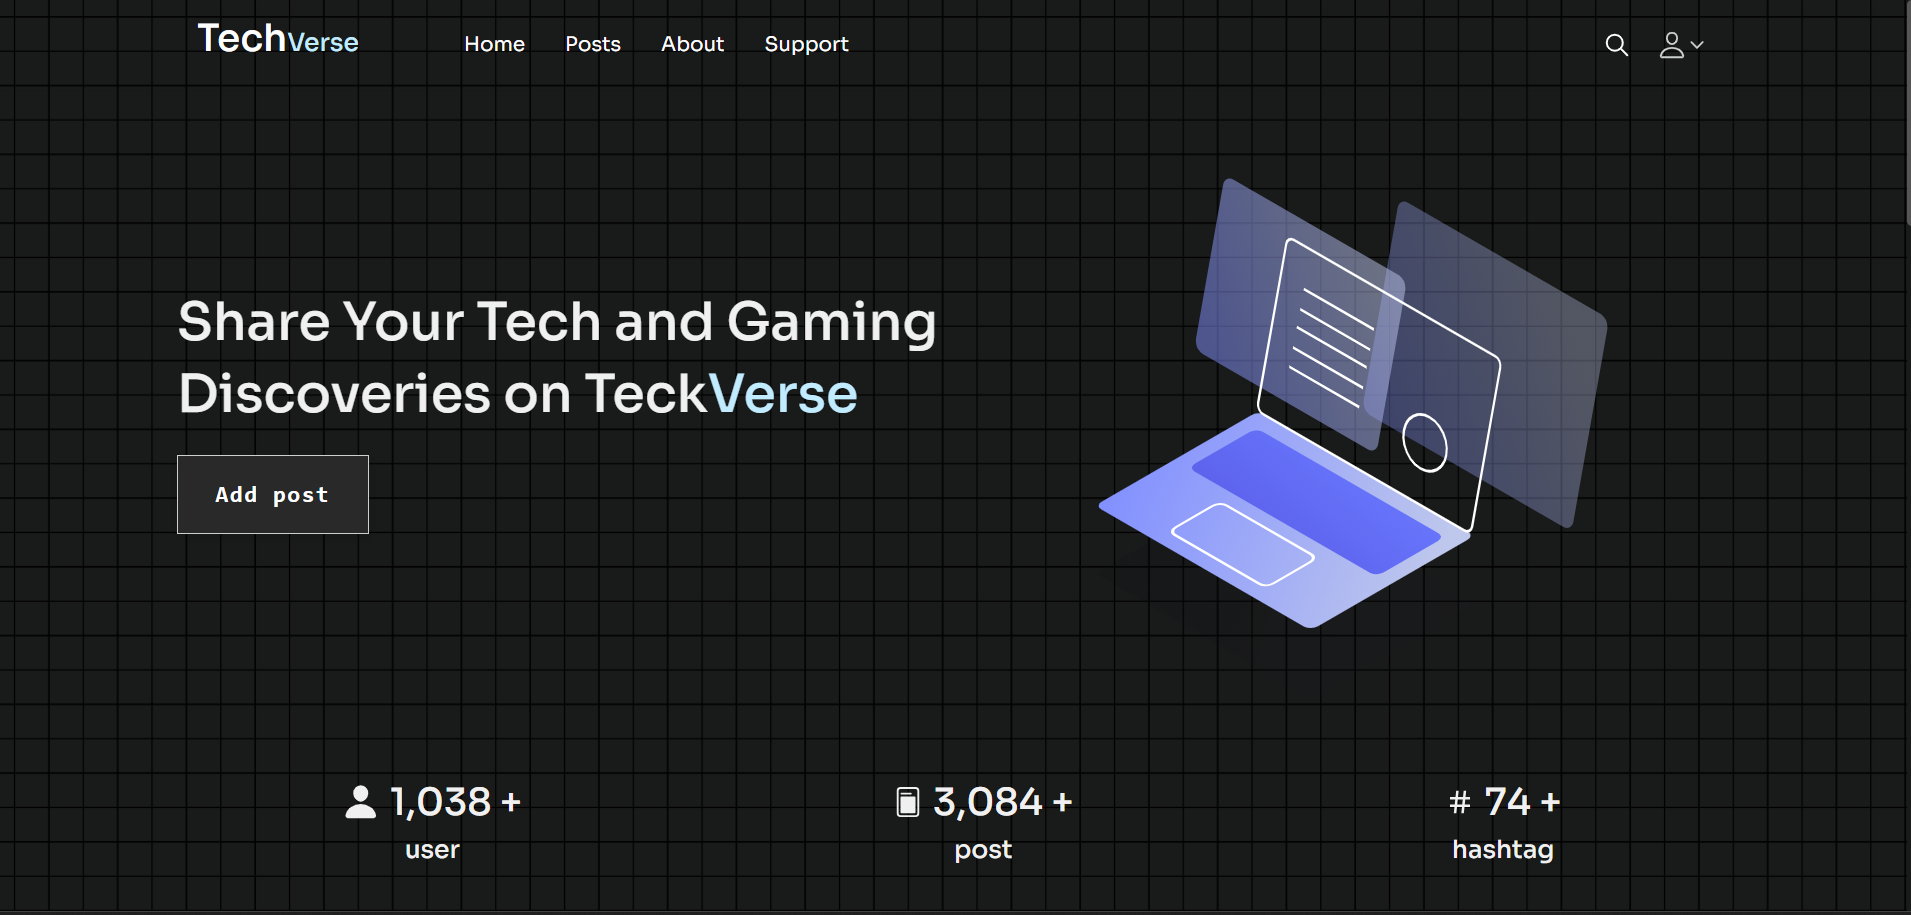 TechVerse
Home Posts About Support
Share Your Tech and Gaming
Discoveries on TeckVerse
Add post
1,038 +
user
3,084 +
post
# 74 +
hashtag